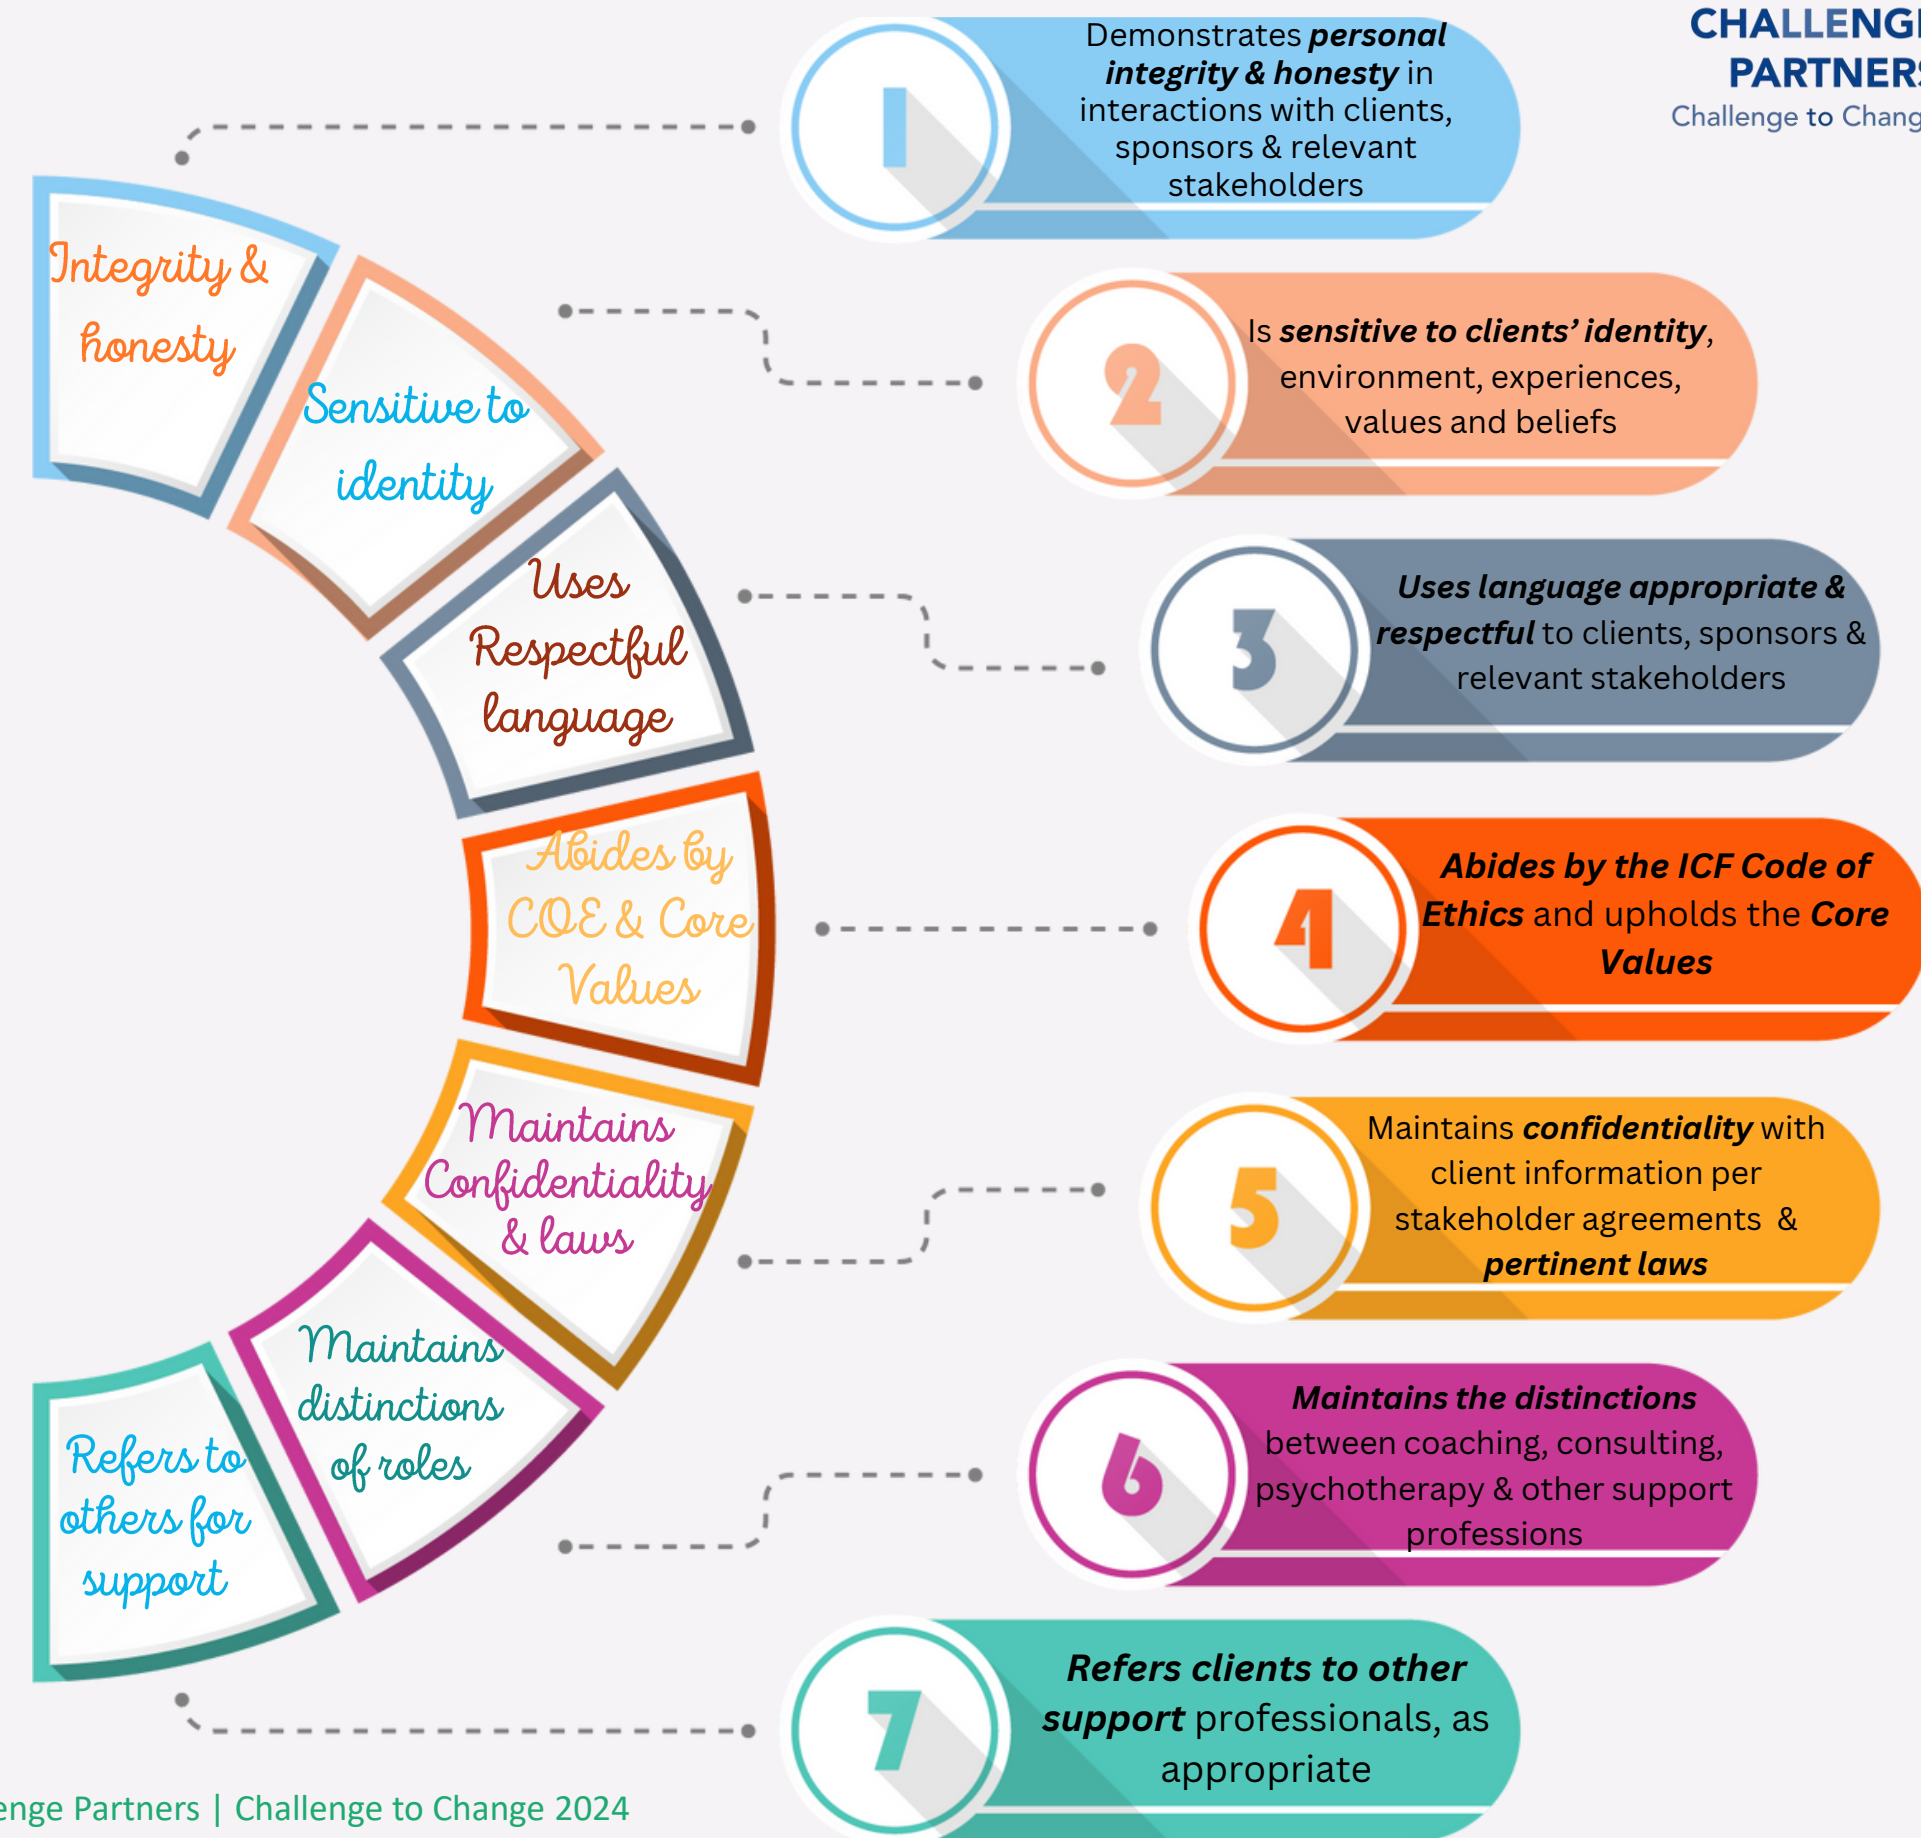 CHALLENGE
PARTNERS
Challenge to Chang
Integrity &
honesty
Sensitive to
identity
Uses
Respectful
language
Abides by
COE & Core
Values
Maintains
Confidentiality
& laws
Maintains
distinctions
of roles
Refers to
others for
support
1
Demonstrates personal
integrity & honesty in
interactions with clients,
sponsors & relevant
stakeholders
2
Is sensitive to clients’ identity,
environment, experiences,
values and beliefs
3
Uses language appropriate &
respectful to clients, sponsors &
relevant stakeholders
4
Abides by the ICF Code of
Ethics and upholds the Core
Values
5
Maintains confidentiality with
client information per
stakeholder agreements &
pertinent laws
6
Maintains the distinctions
between coaching, consulting,
psychotherapy & other support
professions
7
Refers clients to other
support professionals, as
appropriate
enge Partners | Challenge to Change 2024